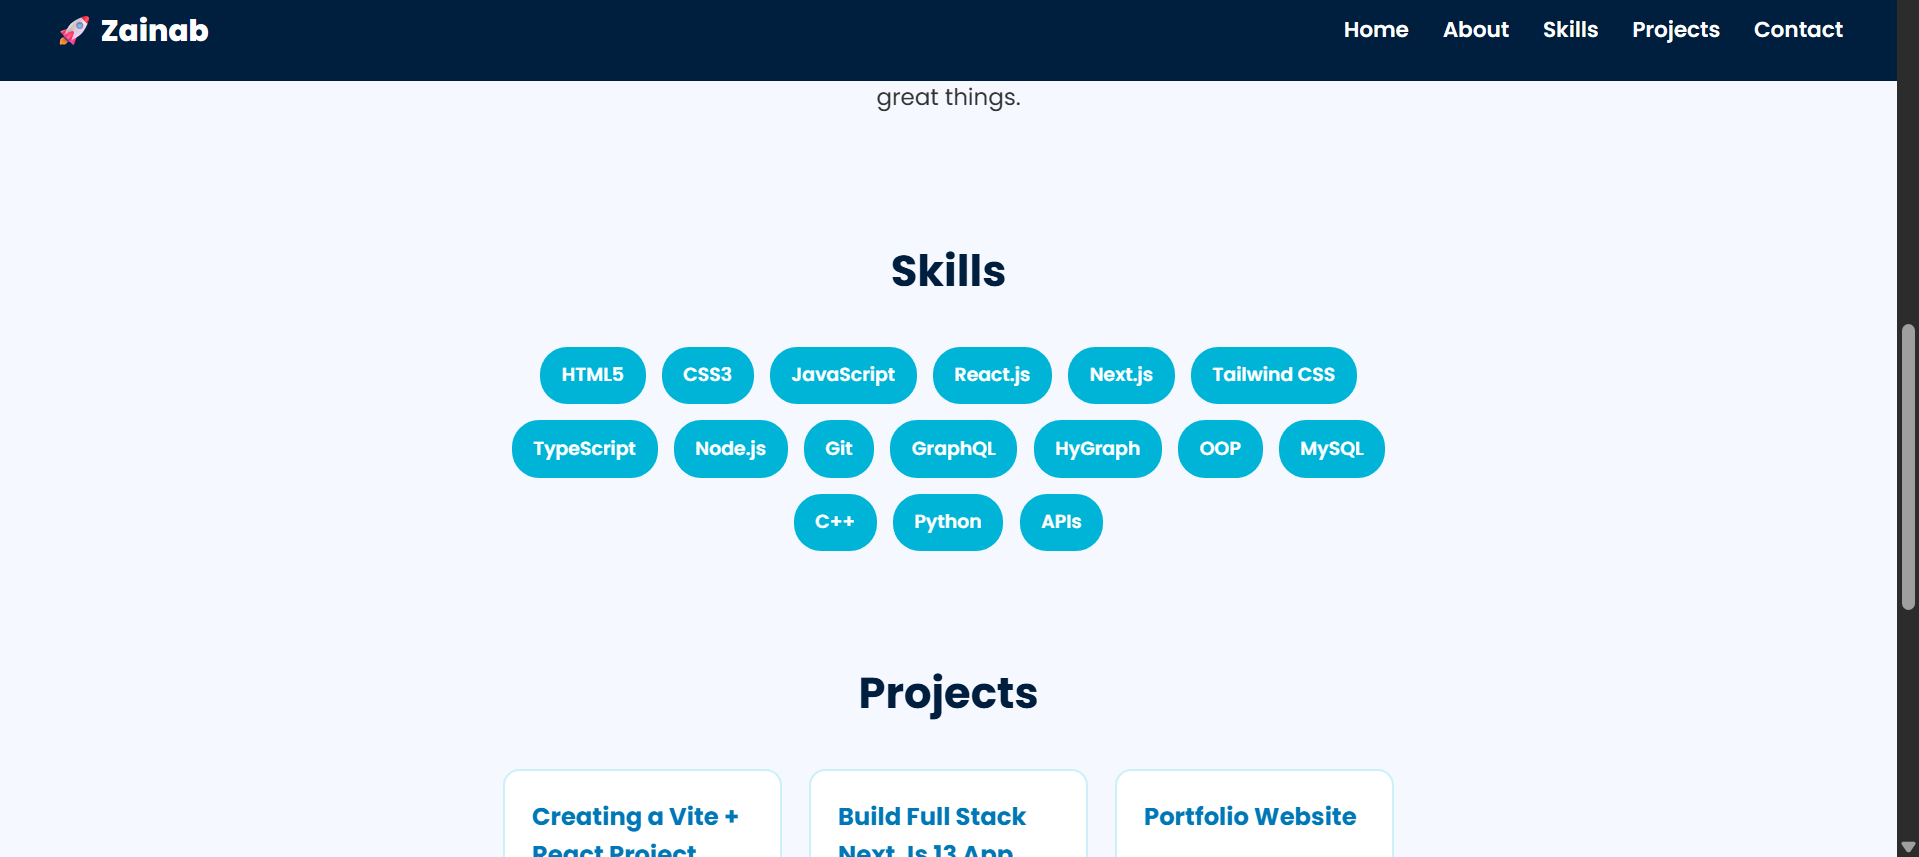 🚀 Zainab
Home About Skills Projects Contact
great things.
Skills
HTML5 CSS3 JavaScript React.js Next.js Tailwind CSS
TypeScript Node.js Git GraphQL HyGraph OOP MySQL
C++ Python APIs
Projects
Creating a Vite +
React Project
Build Full Stack
Next.Js 13 App
Portfolio Website